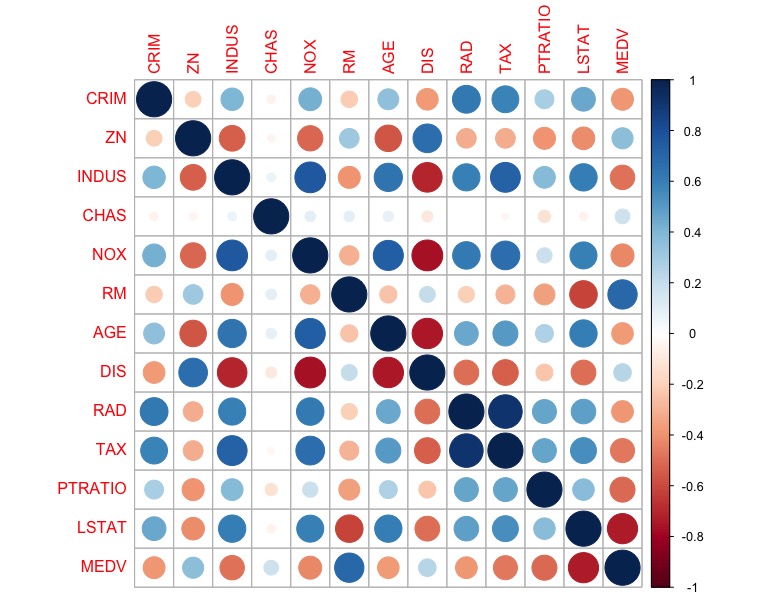 CRIM ZN INDUS CHAS NOX RM AGE DIS RAD TAX PTRATIO LSTAT MEDV
CRIM
ZN
INDUS
CHAS
NOX
RM
AGE
DIS
RAD
TAX
PTRATIO
LSTAT
MEDV
1
0.8
0.6
0.4
0.2
0
-0.2
-0.4
-0.6
-0.8
-1